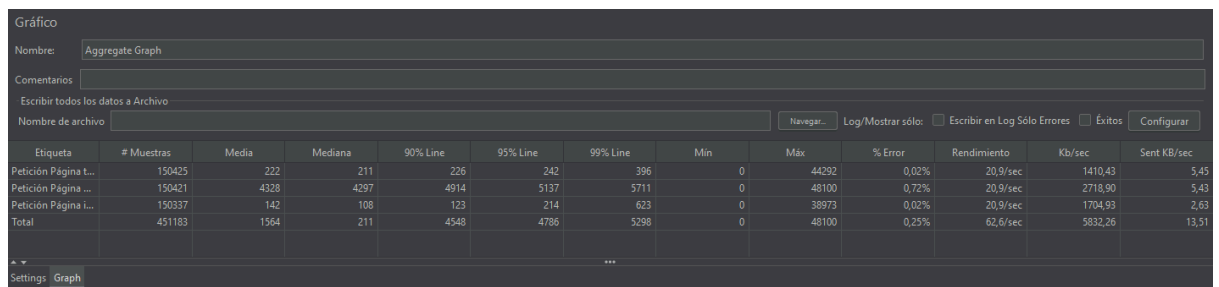 Gráfico
Nombre: Aggregate Graph
Comentarios
Escribir todos los datos a Archivo
Nombre de archivo Navegar... Log/Mostrar sólo: Escribir en Log Sólo Errores Éxitos Configurar
Etiqueta # Muestras Media Mediana 90% Line 95% Line 99% Line Mín Máx % Error Rendimiento Kb/sec Sent KB/sec
Petición Página t... 150425 222 211 226 242 396 0 44292 0,02% 20,9/sec 1410,43 5,45
Petición Página ... 150421 4328 4297 4914 5137 5711 0 48100 0,72% 20,9/sec 2718,90 5,43
Petición Página i... 150337 142 108 123 214 623 0 38973 0,02% 20,9/sec 1704,93 2,63
Total 451183 1564 211 4548 4786 5298 0 48100 0,25% 62,6/sec 5832,26 13,51
Settings Graph